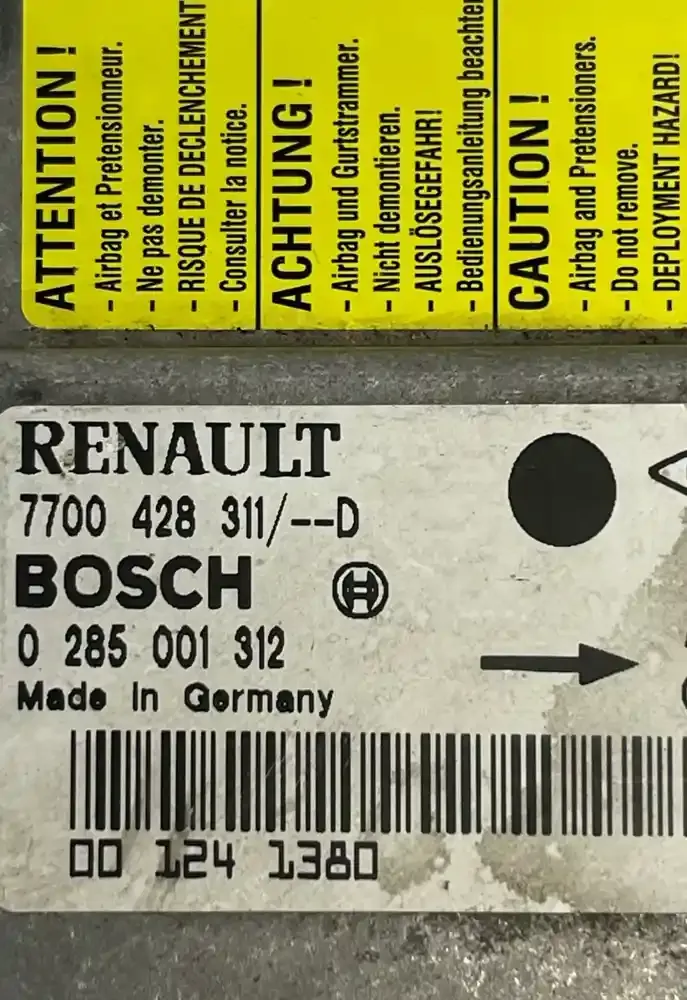 ATTENTION !
- Airbag et Pretensionneur.
- Ne pas demonter.
- RISQUE DE DECLENCHEMENT
- Consulter la notice.
ACHTUNG !
- Airbag und Gurtstrammer.
- Nicht demontieren.
- AUSLÖSEGEFAHR!
- Bedienungsanleitung beachten
CAUTION !
- Airbag and Pretensioners.
- Do not remove.
- DEPLOYMENT HAZARD!
RENAULT
7700 428 311/--D
BOSCH
0 285 001 312
Made in Germany
00 124 1380